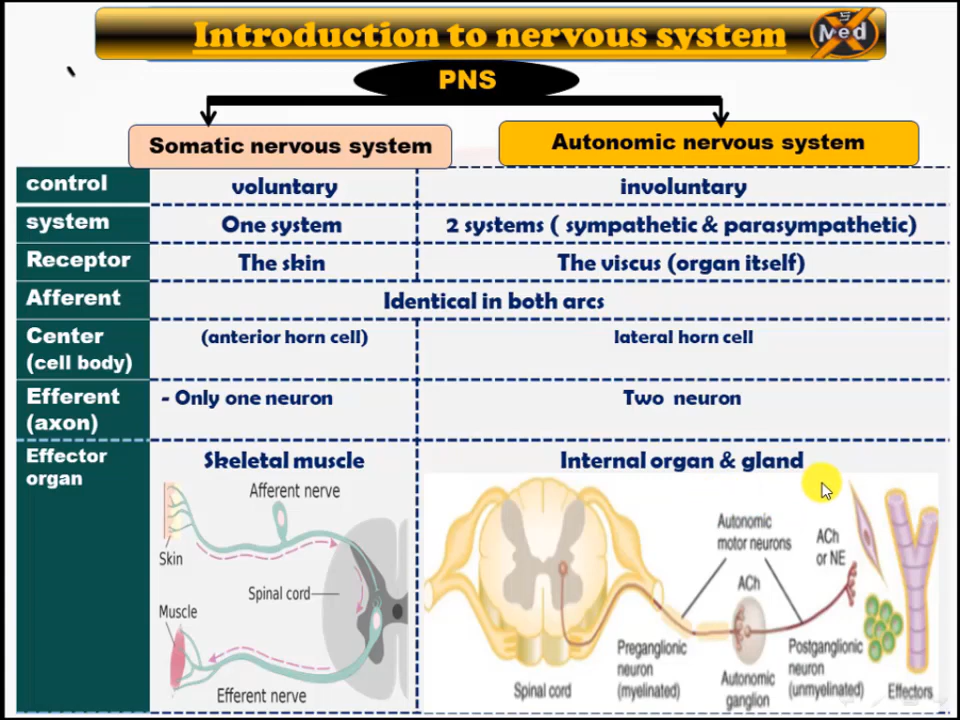 Introduction to nervous system
Med
PNS
Somatic nervous system
Autonomic nervous system
control
voluntary
involuntary
system
One system
2 systems ( sympathetic & parasympathetic)
Receptor
The skin
The viscus (organ itself)
Afferent
Identical in both arcs
Center
(cell body)
(anterior horn cell)
lateral horn cell
Efferent
(axon)
- Only one neuron
Two neuron
Effector
organ
Skeletal muscle
Internal organ & gland
Afferent nerve
Skin
Spinal cord
Muscle
Efferent nerve
Autonomic
motor neurons
ACh
or NE
ACh
Preganglionic
neuron
(myelinated)
Postganglionic
neuron
(unmyelinated)
Spinal cord
Autonomic
ganglion
Effectors